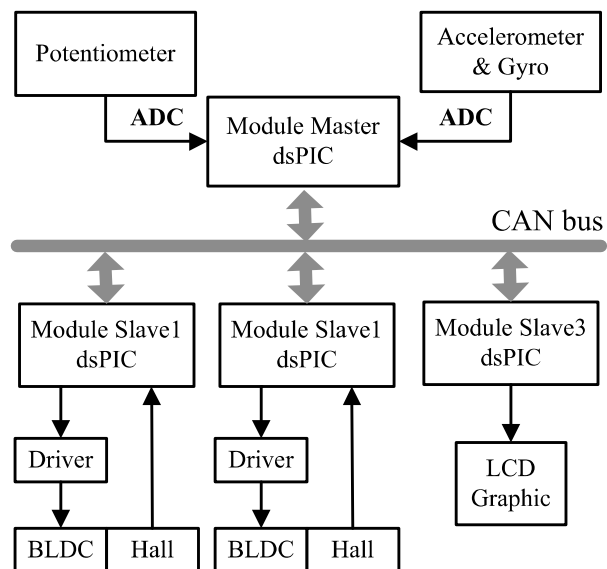 Potentiometer
Accelerometer
& Gyro
ADC
ADC
Module Master
dsPIC
CAN bus
Module Slave1
dsPIC
Module Slave1
dsPIC
Module Slave3
dsPIC
Driver
Driver
LCD
Graphic
BLDC
Hall
BLDC
Hall